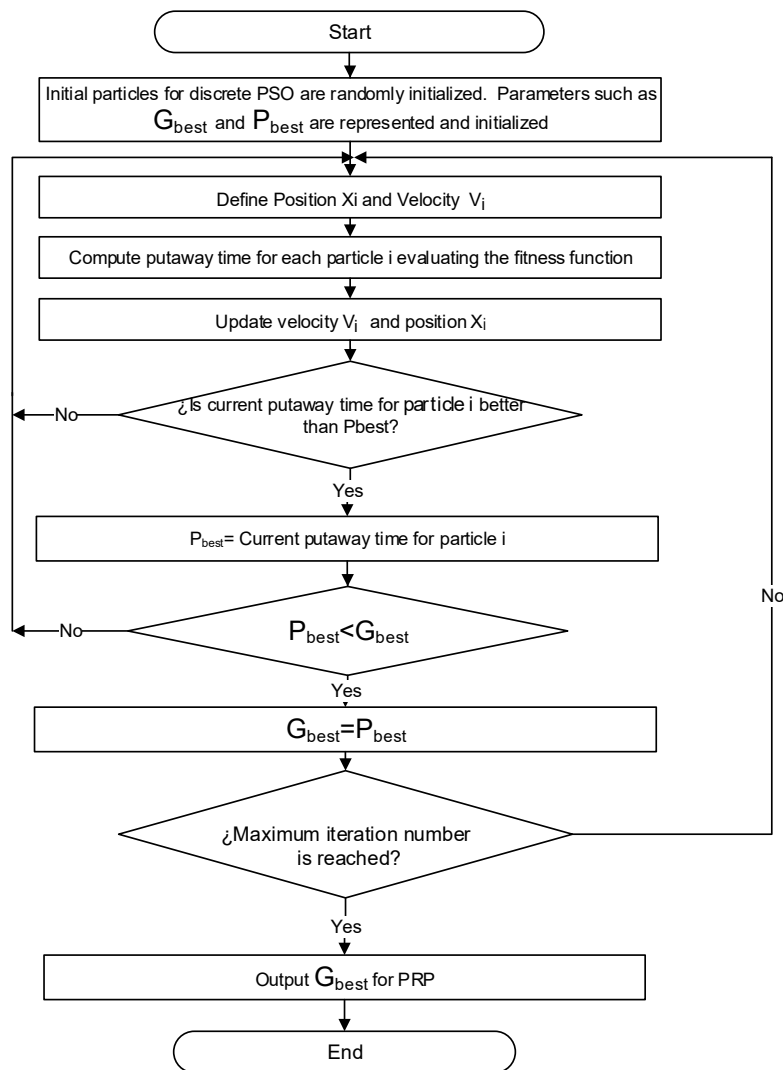 Start
Initial particles for discrete PSO are randomly initialized. Parameters such as
Gbest and Pbest are represented and initialized
Define Position Xi and Velocity Vi
Compute putaway time for each particle i evaluating the fitness function
Update velocity Vi and position Xi
¿Is current putaway time for particle i better
than Pbest?
No
Yes
Pbest= Current putaway time for particle i
No
Pbest<Gbest
No
Yes
Gbest=Pbest
¿Maximum iteration number
is reached?
Yes
Output Gbest for PRP
End